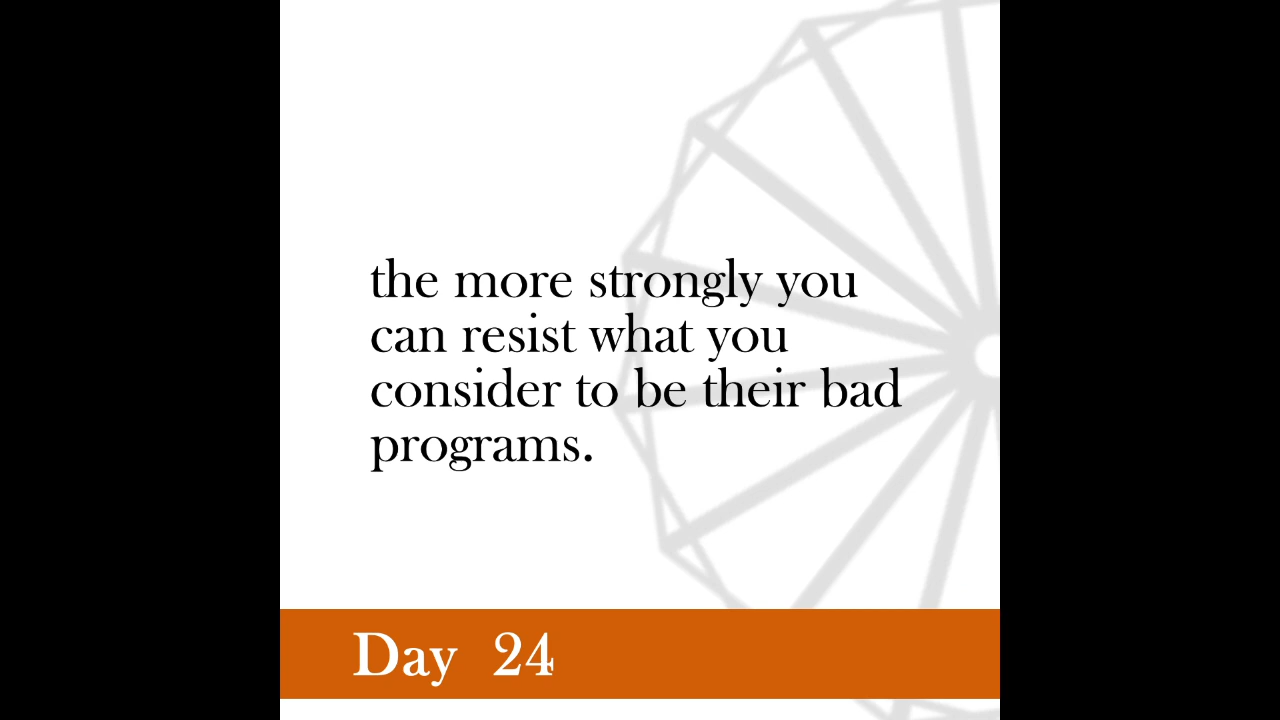 the more strongly you
can resist what you
consider to be their bad
programs.
Day 24